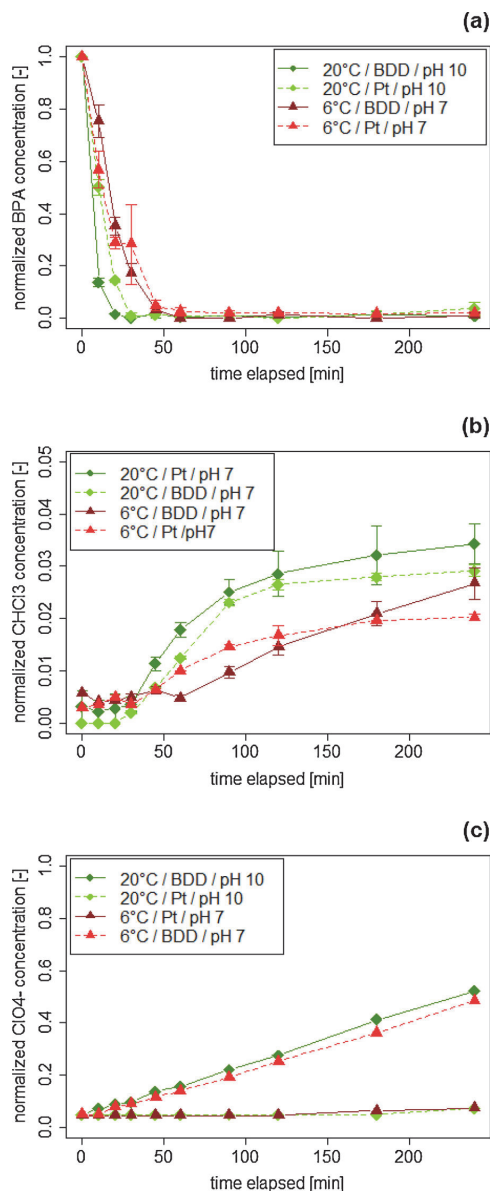 (a)
normalized BPA concentration [-]
1.0
0.8
0.6
0.4
0.2
0.0
20°C / BDD / pH 10
20°C / Pt / pH 10
6°C / BDD / pH 7
6°C / Pt / pH 7
0 50 100 150 200
time elapsed [min]
(b)
normalized CHCl3 concentration [-]
0.05
0.04
0.03
0.02
0.01
0.00
20°C / Pt / pH 7
20°C / BDD / pH 7
6°C / BDD / pH 7
6°C / Pt /pH7
0 50 100 150 200
time elapsed [min]
(c)
normalized ClO4- concentration [-]
1.0
0.8
0.6
0.4
0.2
0.0
20°C / BDD / pH 10
20°C / Pt / pH 10
6°C / Pt / pH 7
6°C / BDD / pH 7
0 50 100 150 200
time elapsed [min]